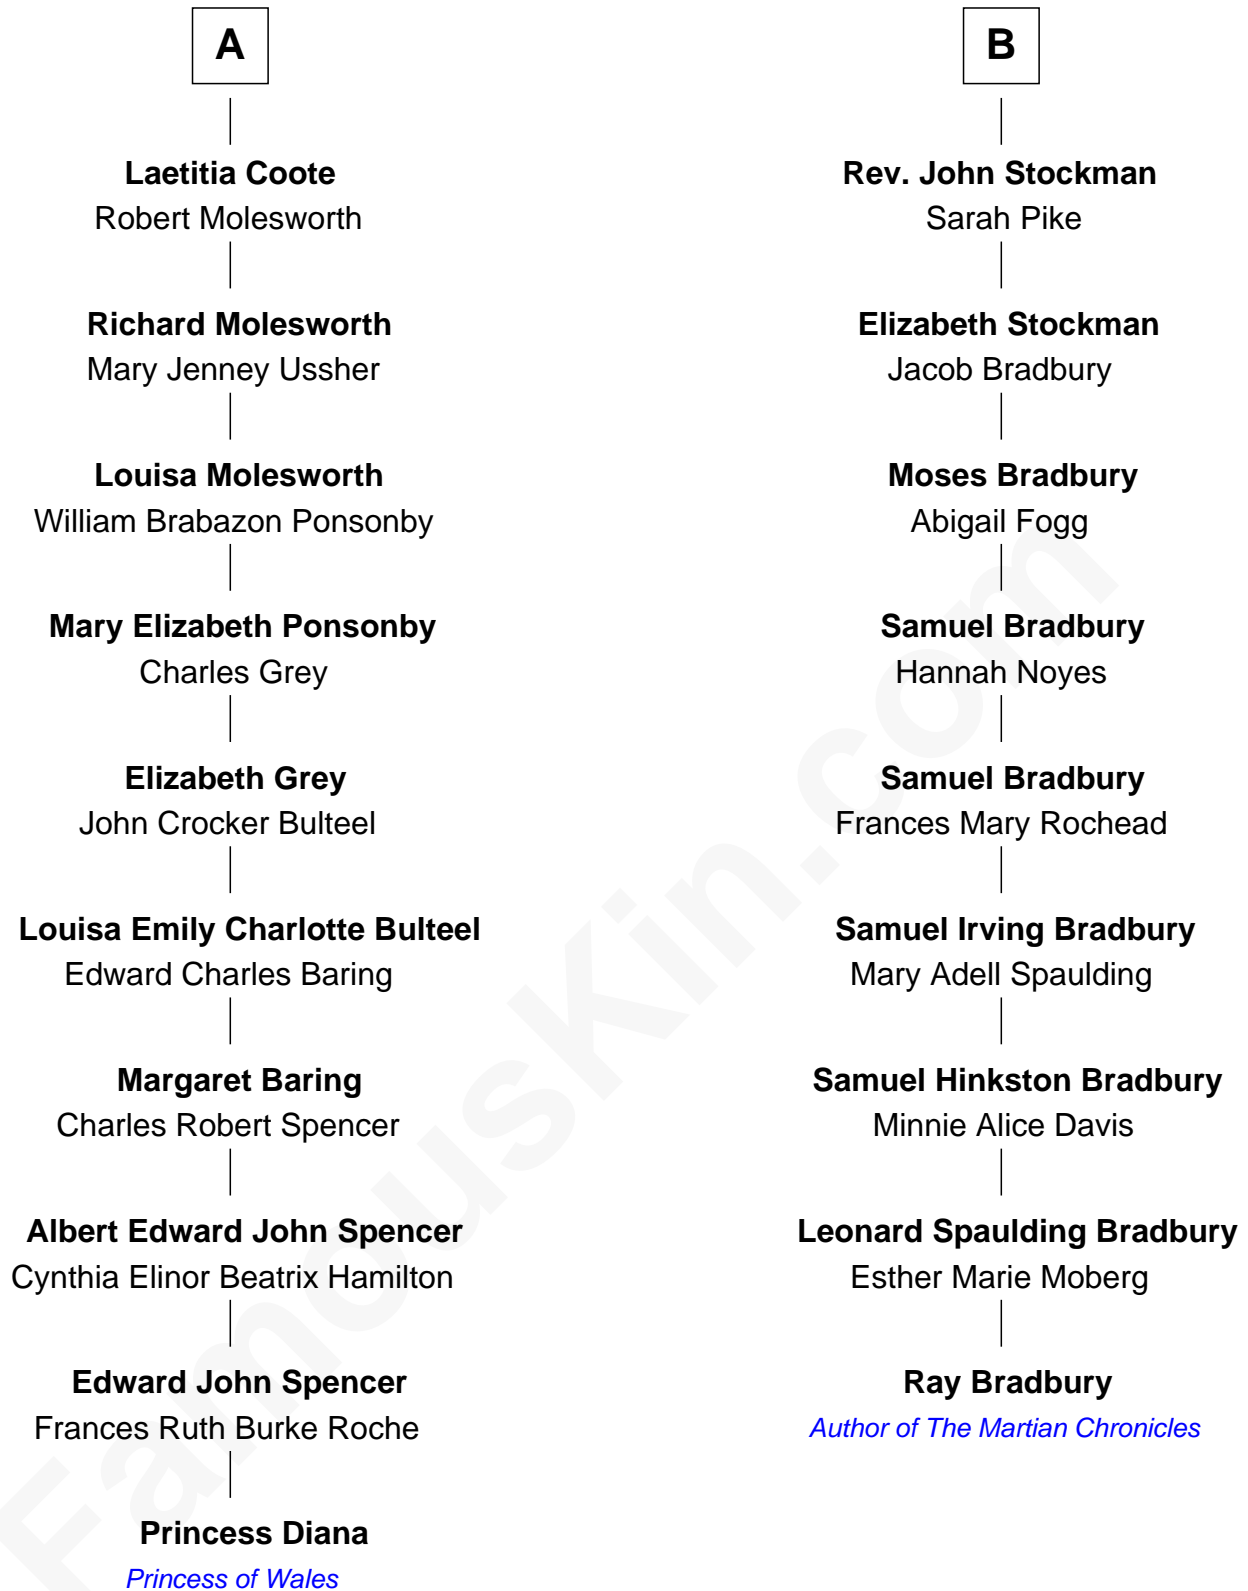 A
Laetitia Coote
Robert Molesworth
Richard Molesworth
Mary Jenney Ussher
Louisa Molesworth
William Brabazon Ponsonby
Mary Elizabeth Ponsonby
Charles Grey
Elizabeth Grey
John Crocker Bulteel
Louisa Emily Charlotte Bulteel
Edward Charles Baring
Margaret Baring
Charles Robert Spencer
Albert Edward John Spencer
Cynthia Elinor Beatrix Hamilton
Edward John Spencer
Frances Ruth Burke Roche
Princess Diana
Princess of Wales
B
Rev. John Stockman
Sarah Pike
Elizabeth Stockman
Jacob Bradbury
Moses Bradbury
Abigail Fogg
Samuel Bradbury
Hannah Noyes
Samuel Bradbury
Frances Mary Rochead
Samuel Irving Bradbury
Mary Adell Spaulding
Samuel Hinkston Bradbury
Minnie Alice Davis
Leonard Spaulding Bradbury
Esther Marie Moberg
Ray Bradbury
Author of The Martian Chronicles
FamousKin.com